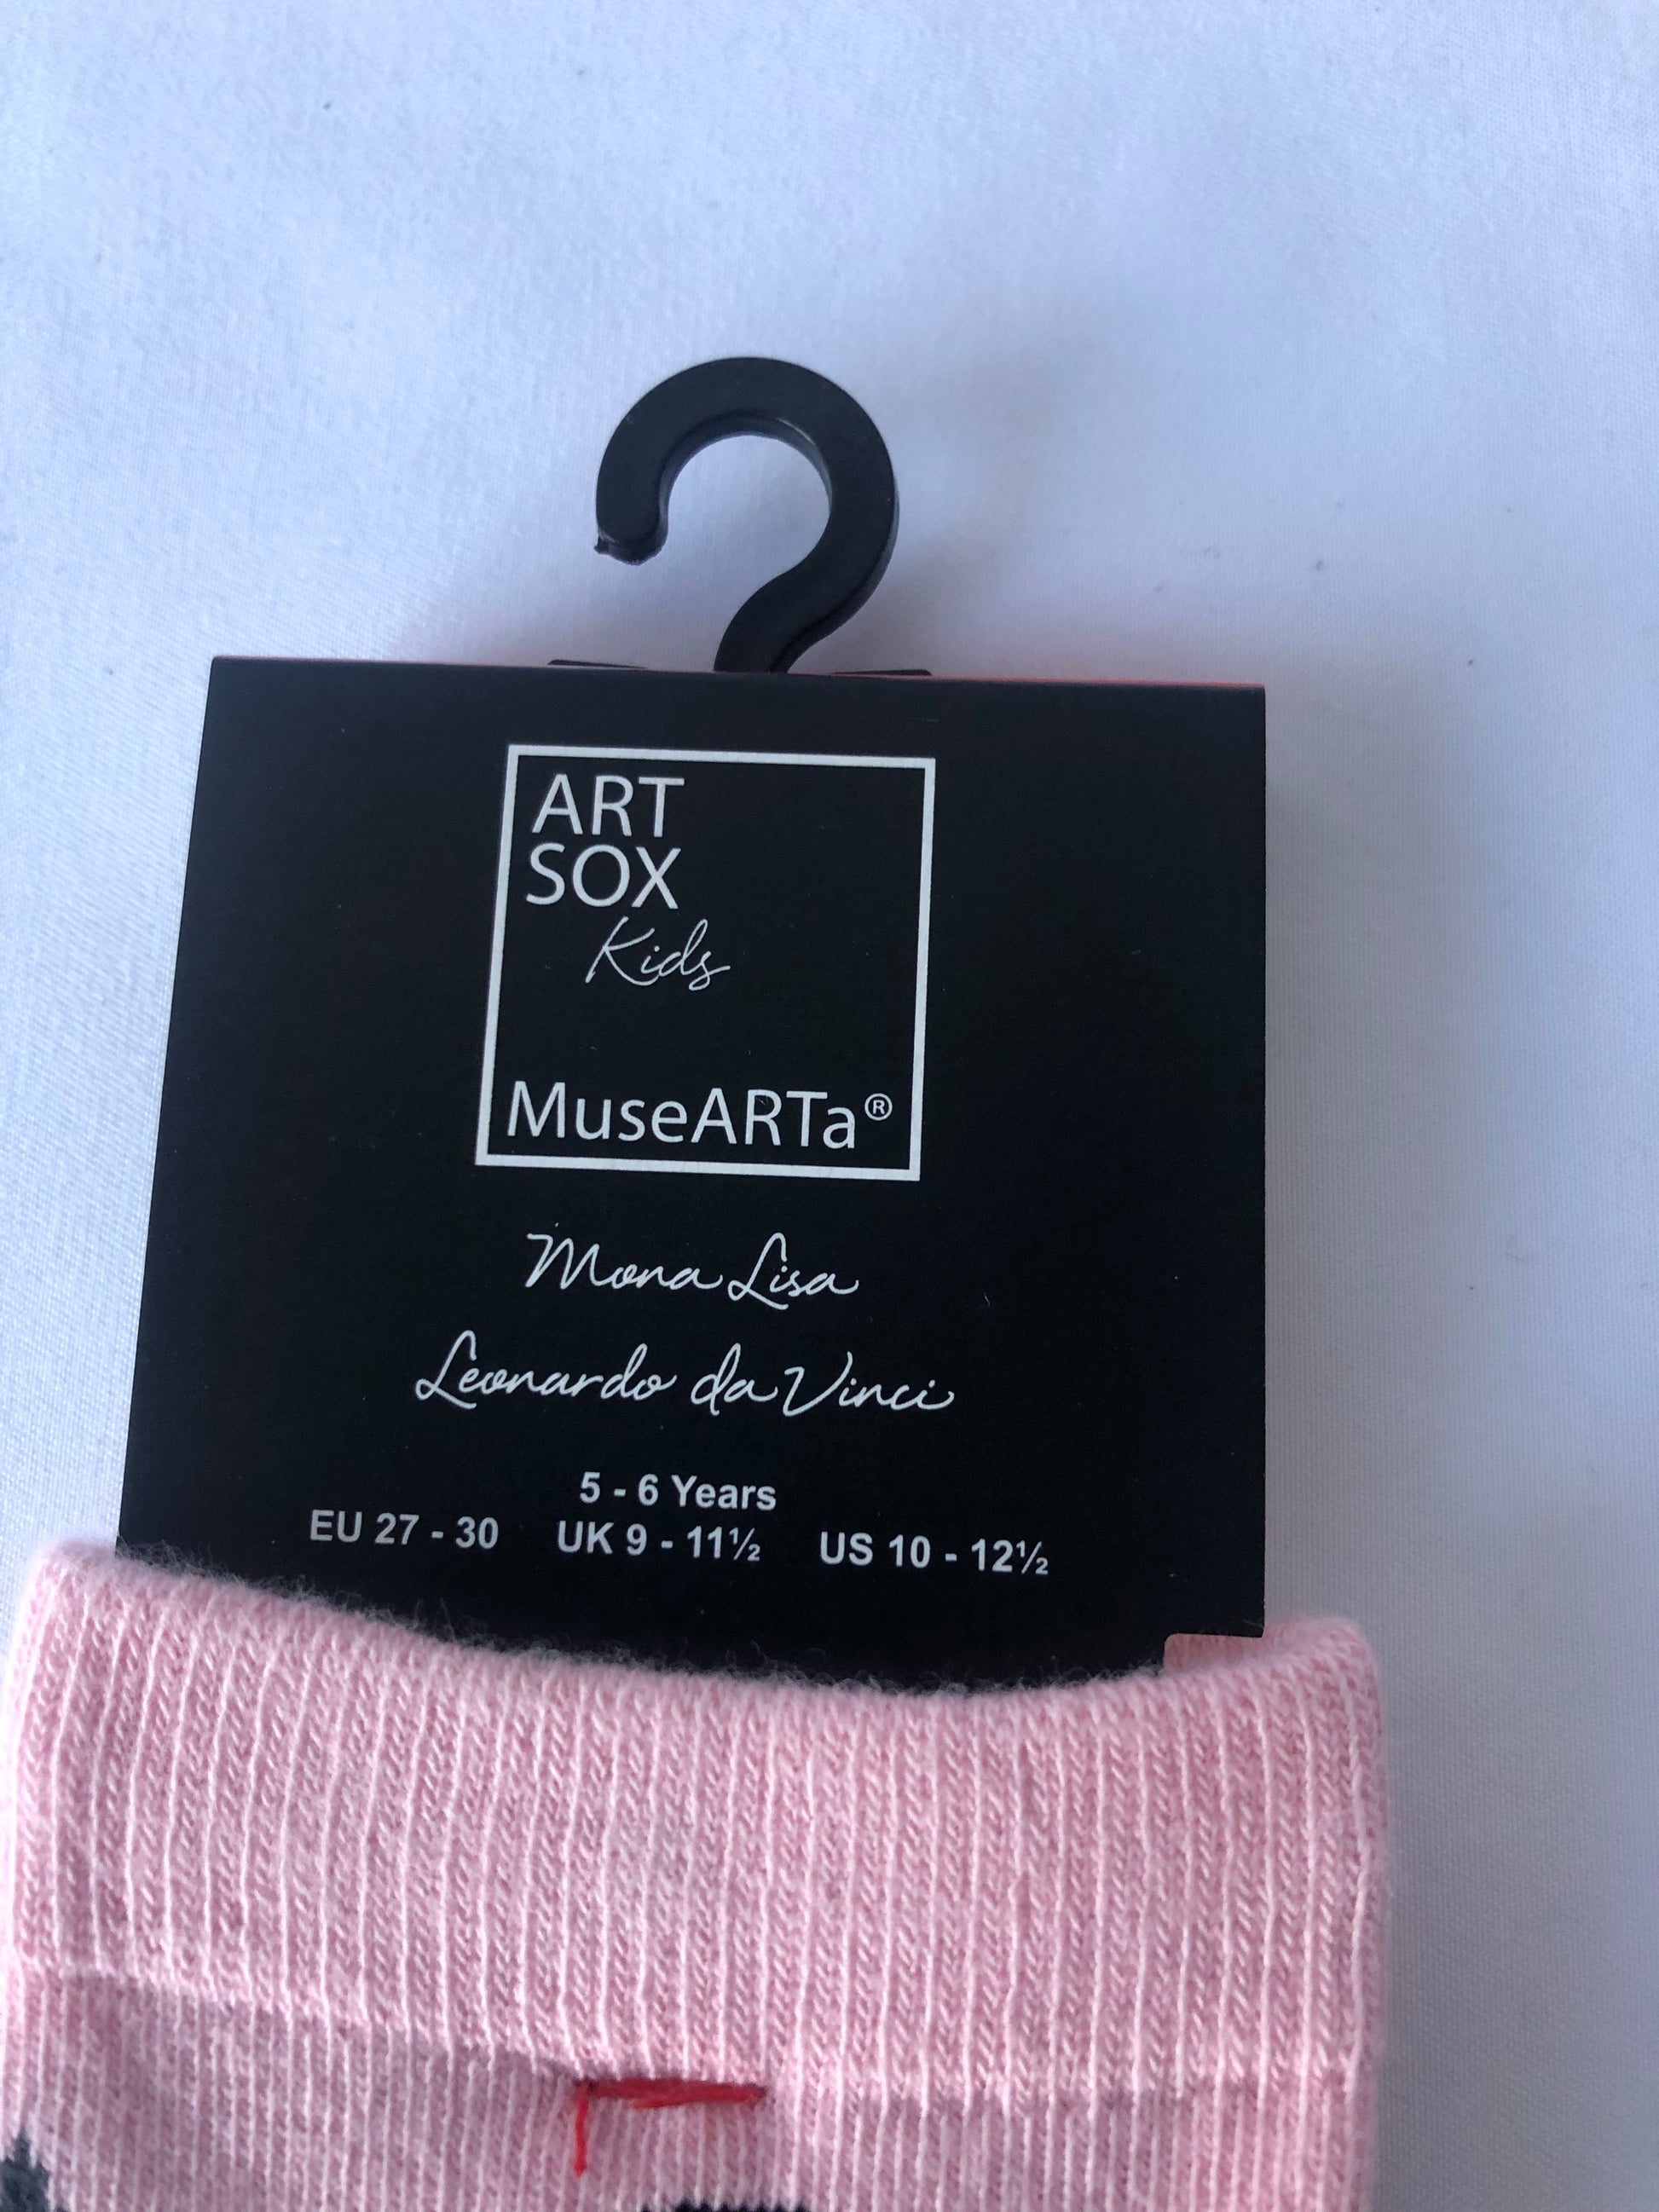 ART
SOX
Kids
MuseARTa®
Mona Lisa
Leonardo da Vinci
5 - 6 Years
EU 27 - 30 UK 9 - 11½ US 10 - 12½